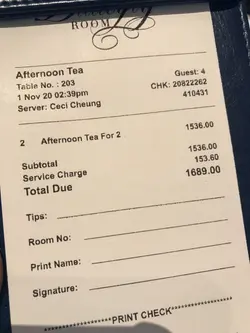 ROOM
Afternoon Tea
Table No. : 203 Guest: 4
1 Nov 20 02:39pm CHK: 20822262
Server: Ceci Cheung 410431
2 Afternoon Tea For 2 1536.00
Subtotal 1536.00
Service Charge 153.60
Total Due 1689.00
Tips:
Room No:
Print Name:
Signature:
*******************PRINT CHECK*******************